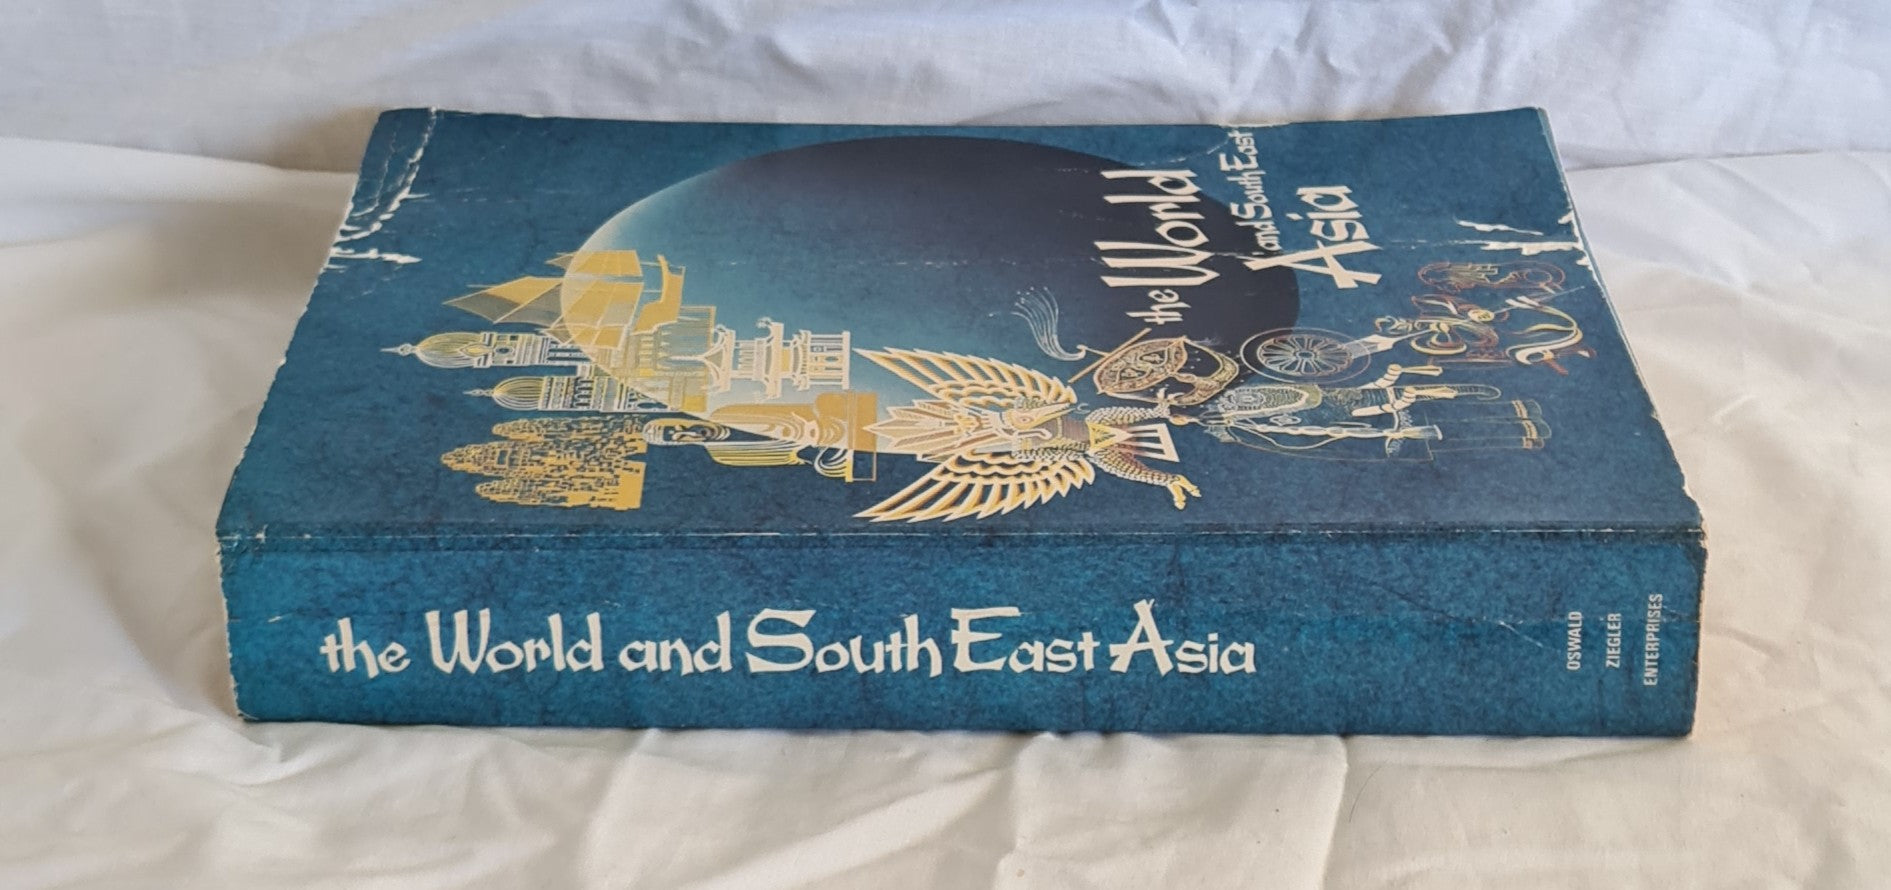 the World
and South East
Asia
the World and South East Asia
OSWALD
ZIEGLER
ENTERPRISES